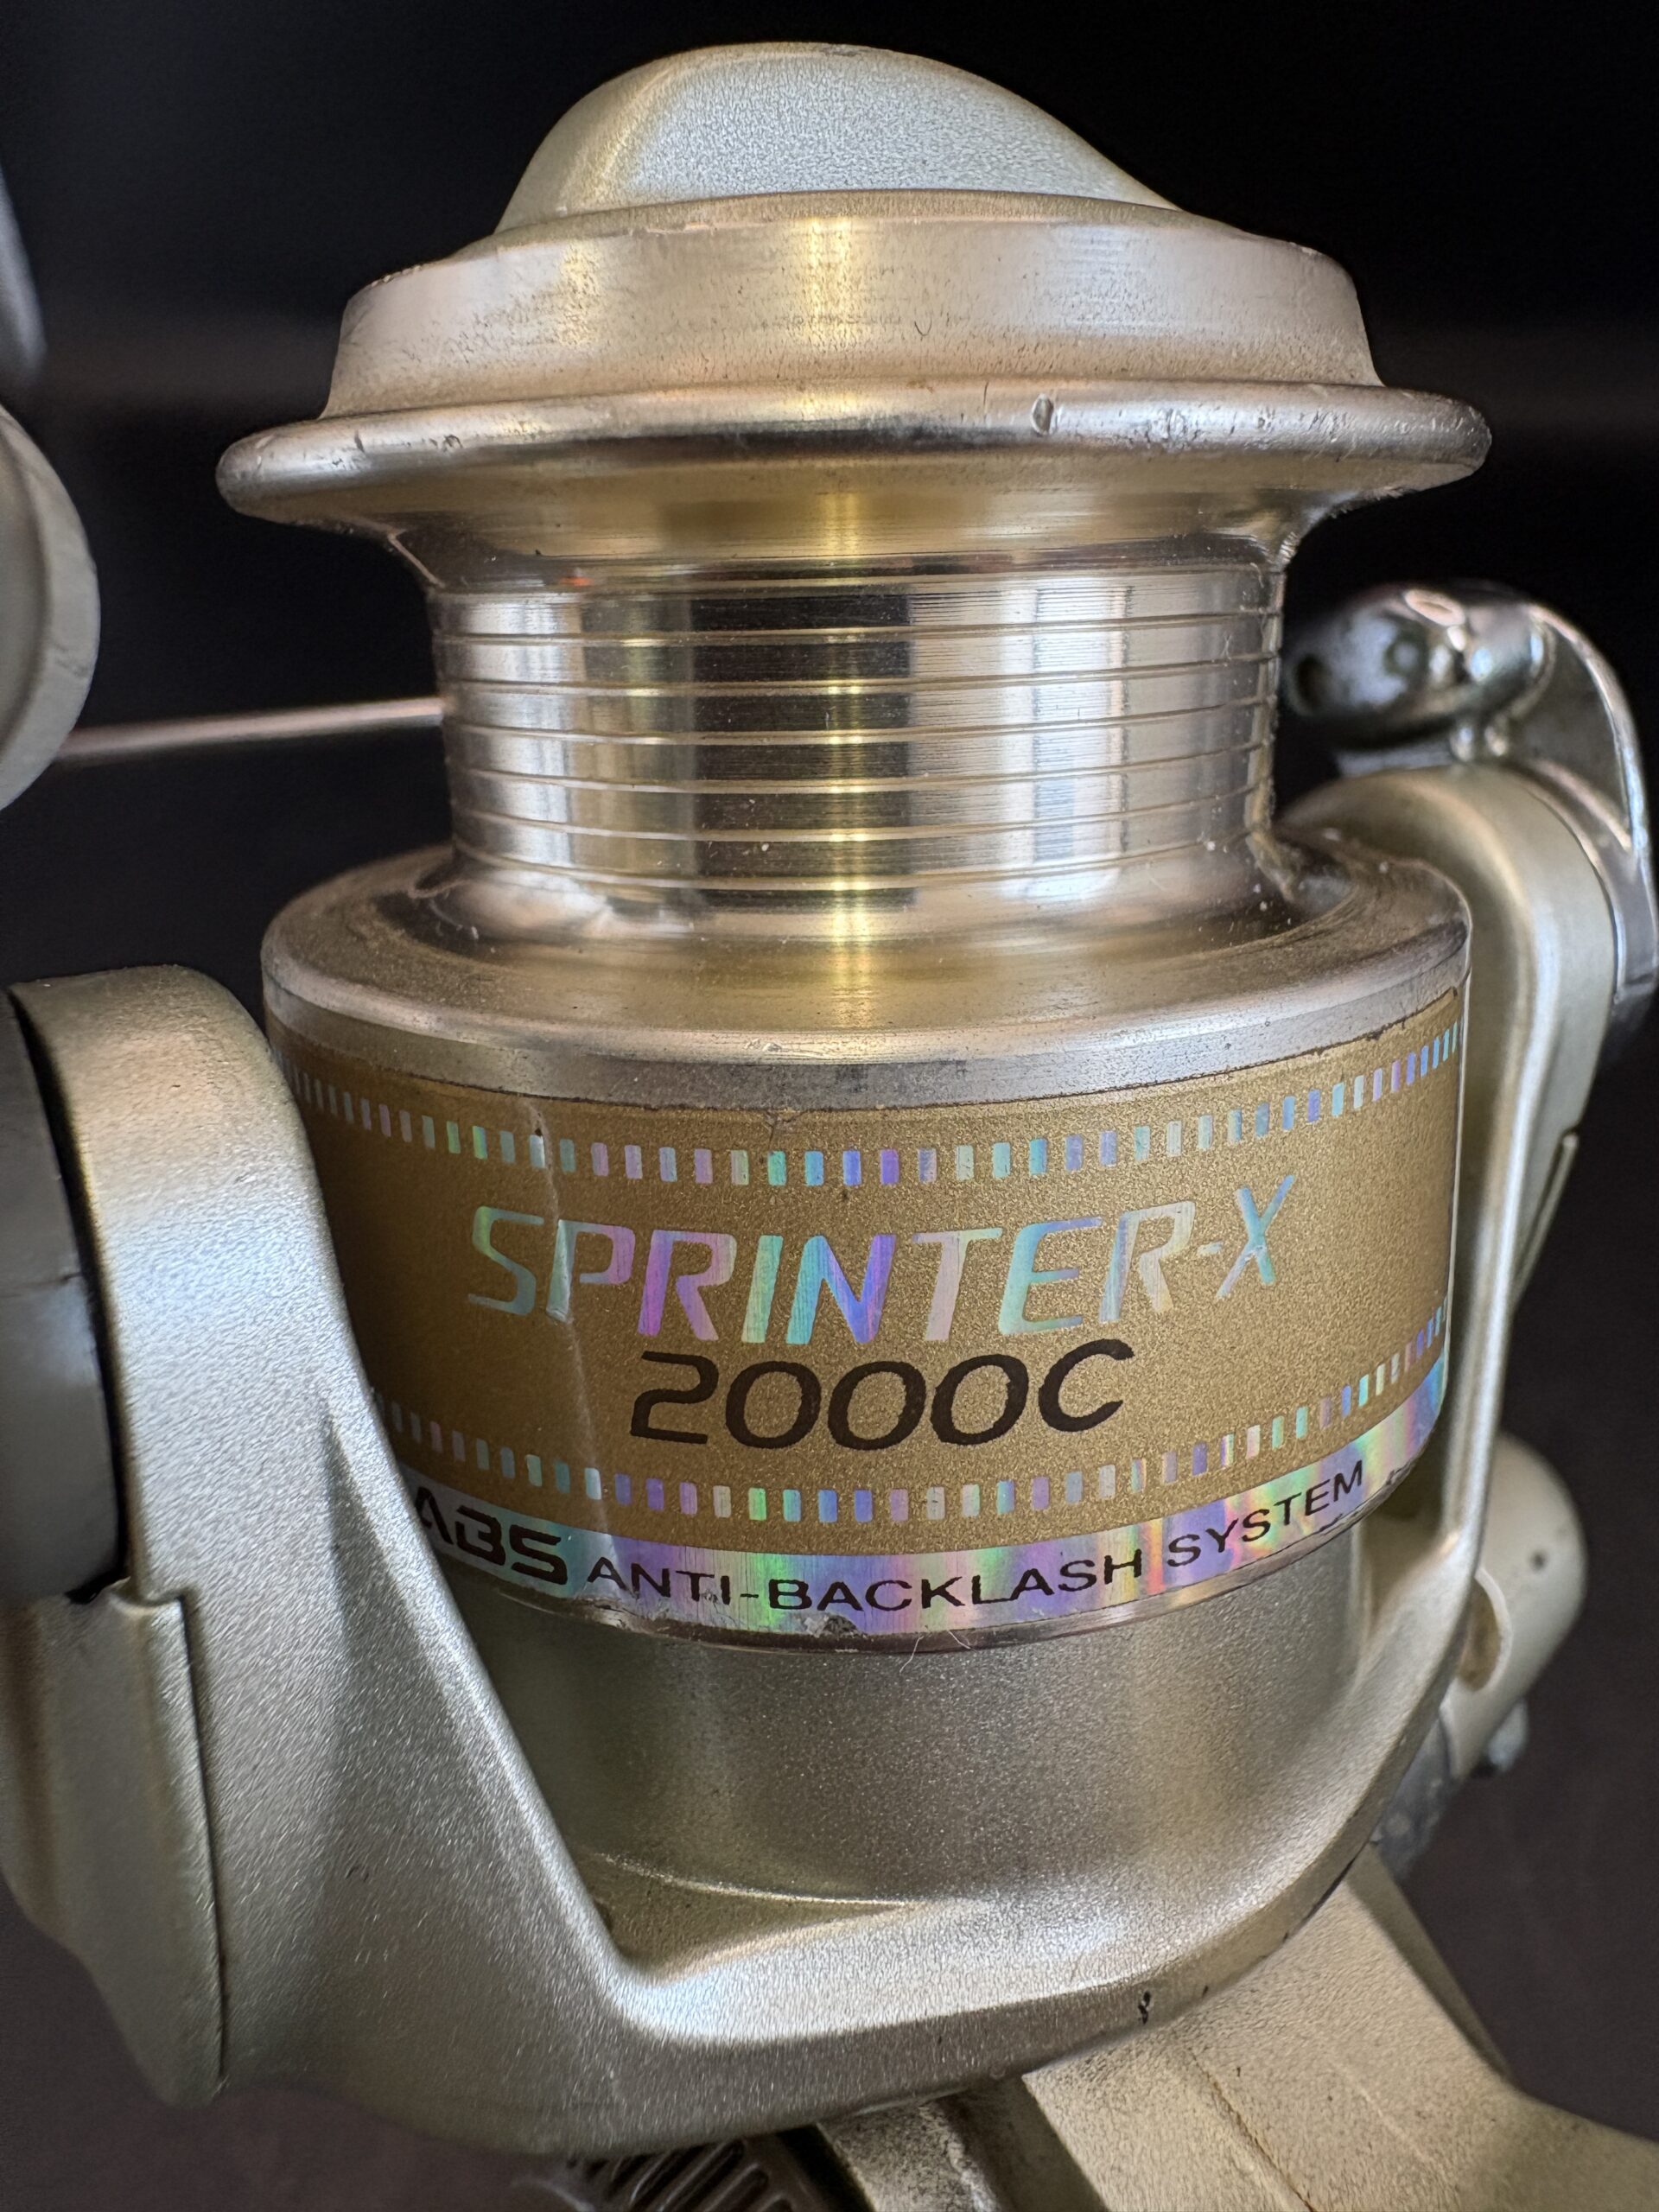 SPRINTER-X
2000C
ABS ANTI-BACKLASH SYSTEM